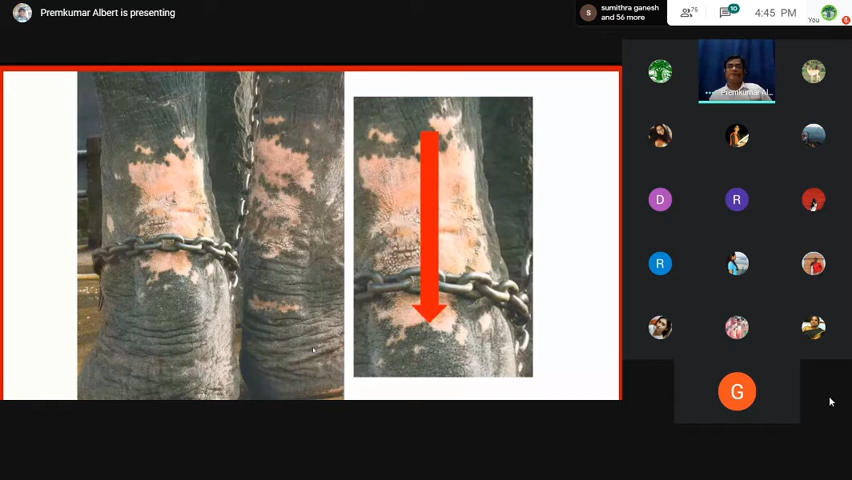 Premkumar Albert is presenting
sumithra ganesh
and 56 more
S
75
10
4:45 PM
You
Premkumar Al...
D
R
R
G